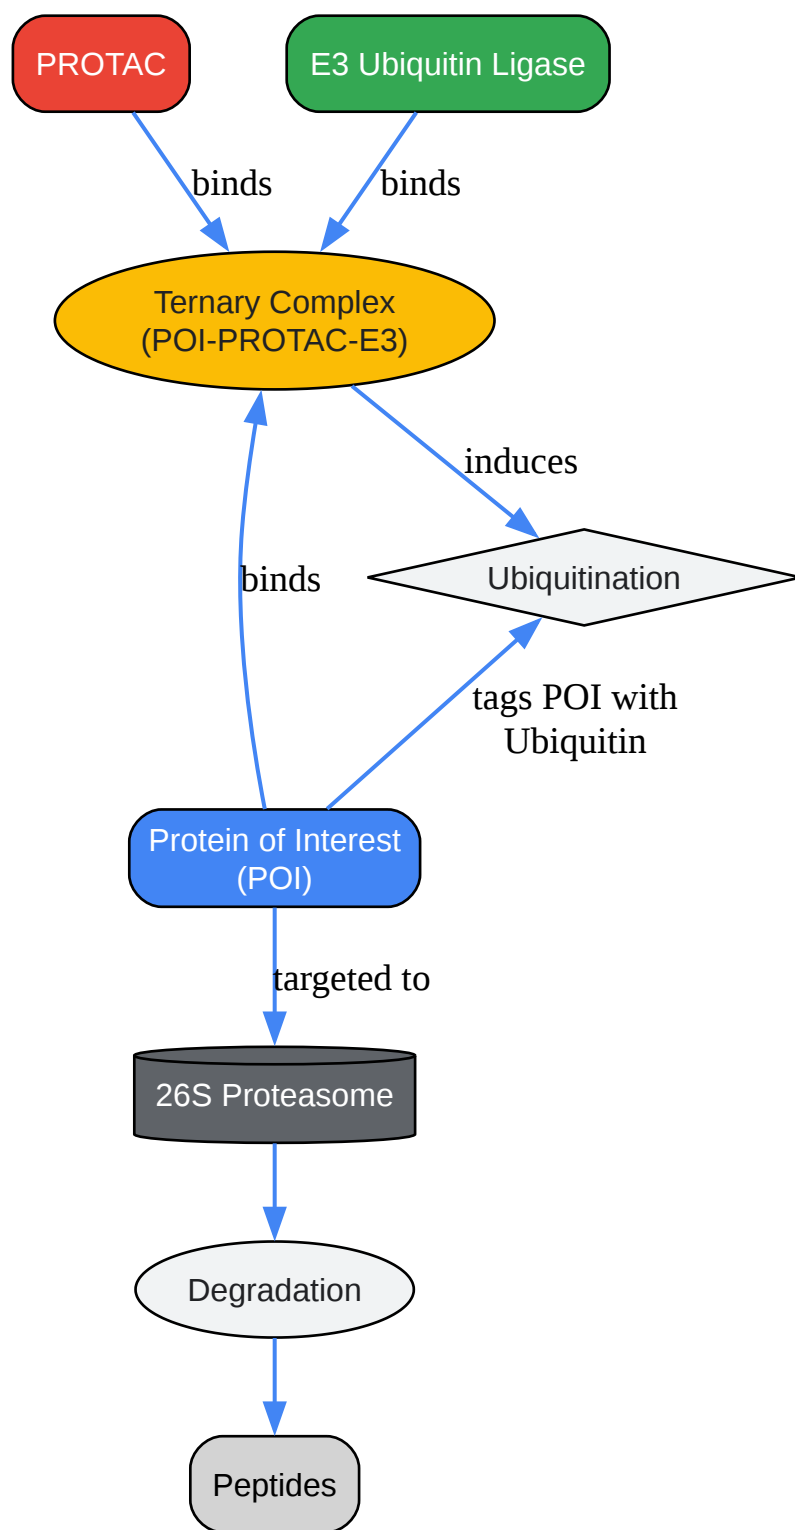 PROTAC
E3 Ubiquitin Ligase
binds
binds
Ternary Complex
(POI-PROTAC-E3)
induces
binds
Ubiquitination
tags POI with
Ubiquitin
Protein of Interest
(POI)
targeted to
26S Proteasome
Degradation
Peptides